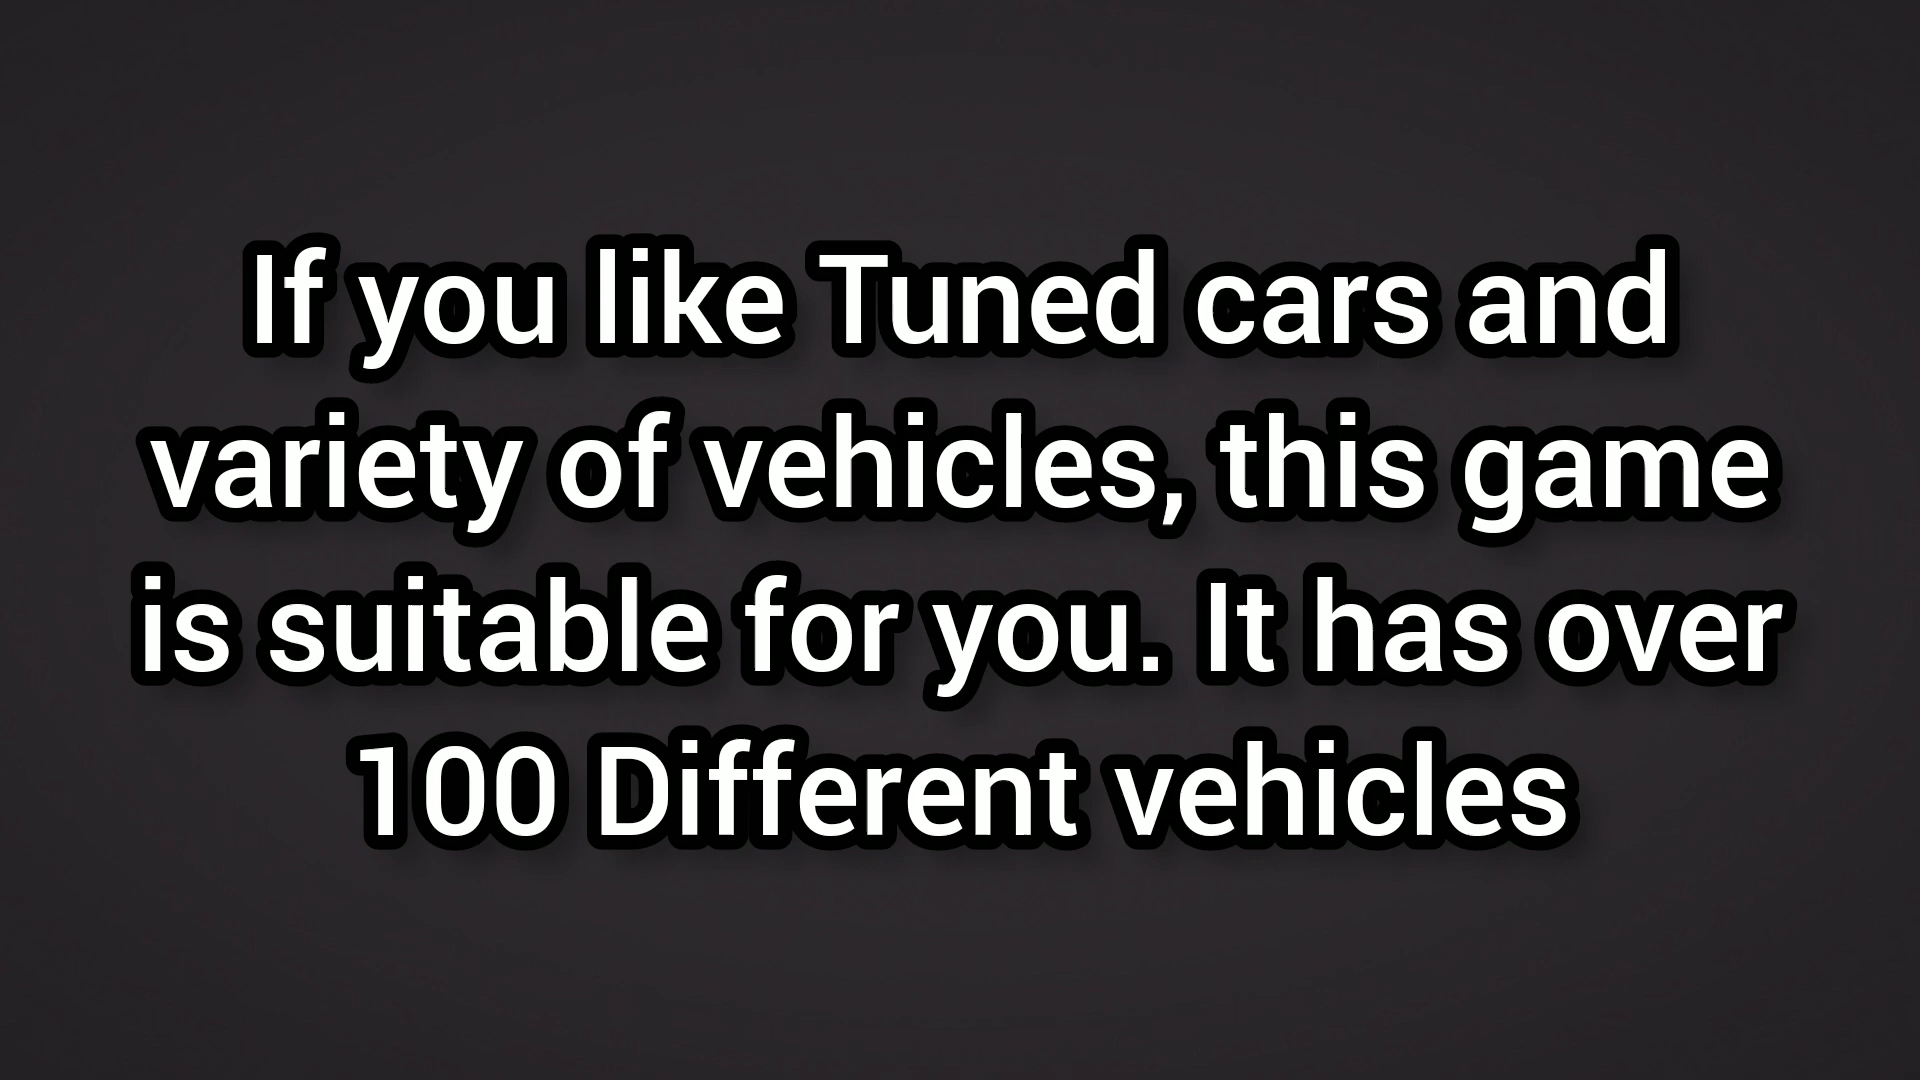 If you like Tuned cars and
variety of vehicles, this game
is suitable for you. It has over
100 Different vehicles